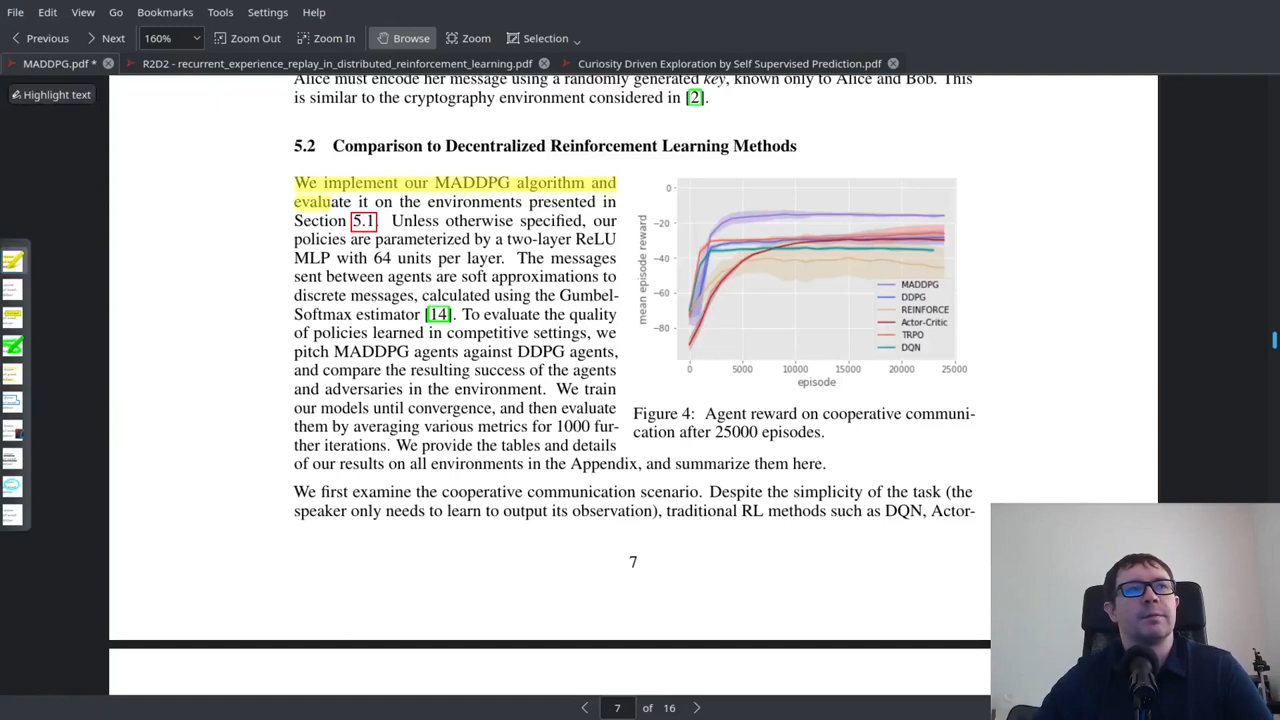 File Edit View Go Bookmarks Tools Settings Help
Previous Next 160% Zoom Out Zoom In Browse Zoom Selection
MADDPG.pdf * R2D2 - recurrent_experience_replay_in_distributed_reinforcement_learning.pdf Curiosity Driven Exploration by Self Supervised Prediction.pdf
Highlight text
Alice must encode her message using a randomly generated key, known only to Alice and Bob. This
is similar to the cryptography environment considered in [2].
5.2 Comparison to Decentralized Reinforcement Learning Methods
We implement our MADDPG algorithm and
evaluate it on the environments presented in
Section 5.1 Unless otherwise specified, our
policies are parameterized by a two-layer ReLU
MLP with 64 units per layer. The messages
sent between agents are soft approximations to
discrete messages, calculated using the Gumbel-
Softmax estimator [14]. To evaluate the quality
of policies learned in competitive settings, we
pitch MADDPG agents against DDPG agents,
and compare the resulting success of the agents
and adversaries in the environment. We train
our models until convergence, and then evaluate
them by averaging various metrics for 1000 fur-
ther iterations. We provide the tables and details
of our results on all environments in the Appendix, and summarize them here.
mean episode reward
0
−20
−40
−60
−80
MADDPG
DDPG
REINFORCE
Actor-Critic
TRPO
DQN
0 5000 10000 15000 20000 25000
episode
Figure 4: Agent reward on cooperative communi-
cation after 25000 episodes.
We first examine the cooperative communication scenario. Despite the simplicity of the task (the
speaker only needs to learn to output its observation), traditional RL methods such as DQN, Actor-
7
7 of 16